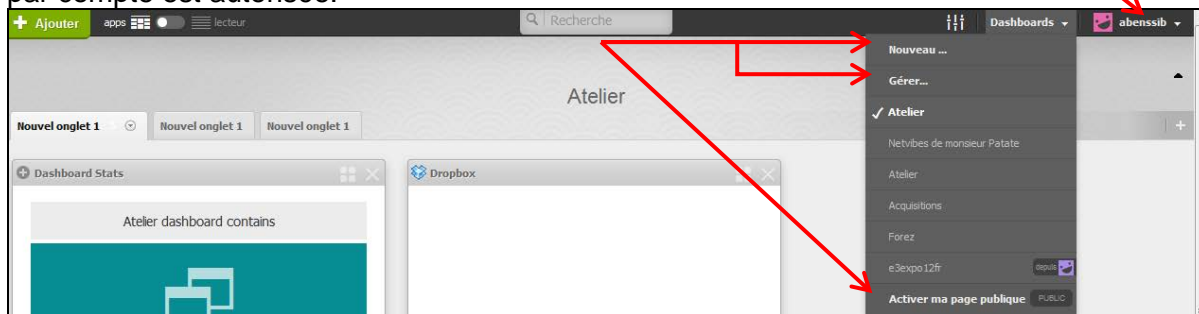 par compte est autorisée.
Ajouter apps lecteur Recherche Dashboards abenssib
Nouveau ...
Gérer...
Atelier
Atelier
Nouvel onglet 1 Nouvel onglet 1 Nouvel onglet 1
Netvibes de monsieur Patate
Dashboard Stats Dropbox
Atelier
Acquisitions
Atelier dashboard contains
Forez
e3expo12fr depuis
Activer ma page publique PUBLIC